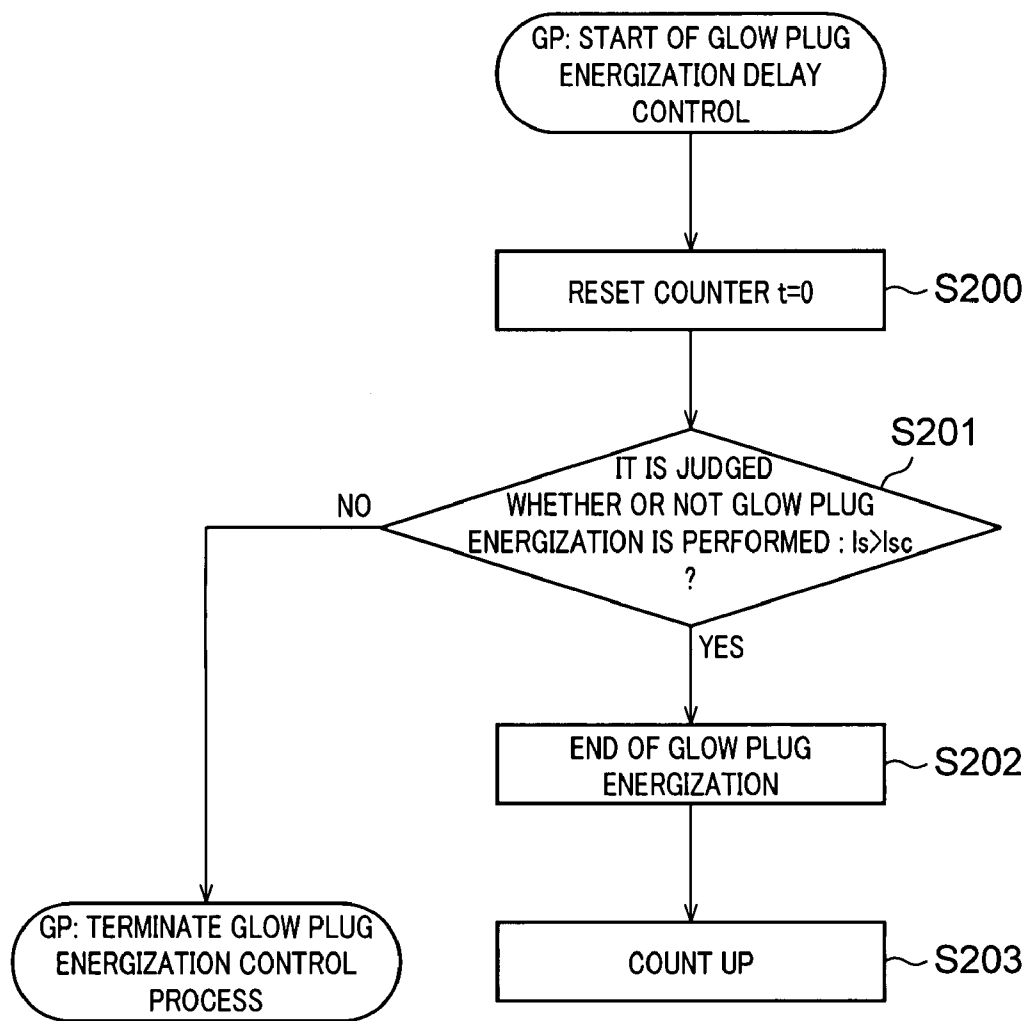 GP: START OF GLOW PLUG
ENERGIZATION DELAY
CONTROL
RESET COUNTER t=0
S200
S201
IT IS JUDGED
WHETHER OR NOT GLOW PLUG
ENERGIZATION IS PERFORMED : Is>Isc
?
NO
YES
END OF GLOW PLUG
ENERGIZATION
S202
GP: TERMINATE GLOW PLUG
ENERGIZATION CONTROL
PROCESS
COUNT UP
S203